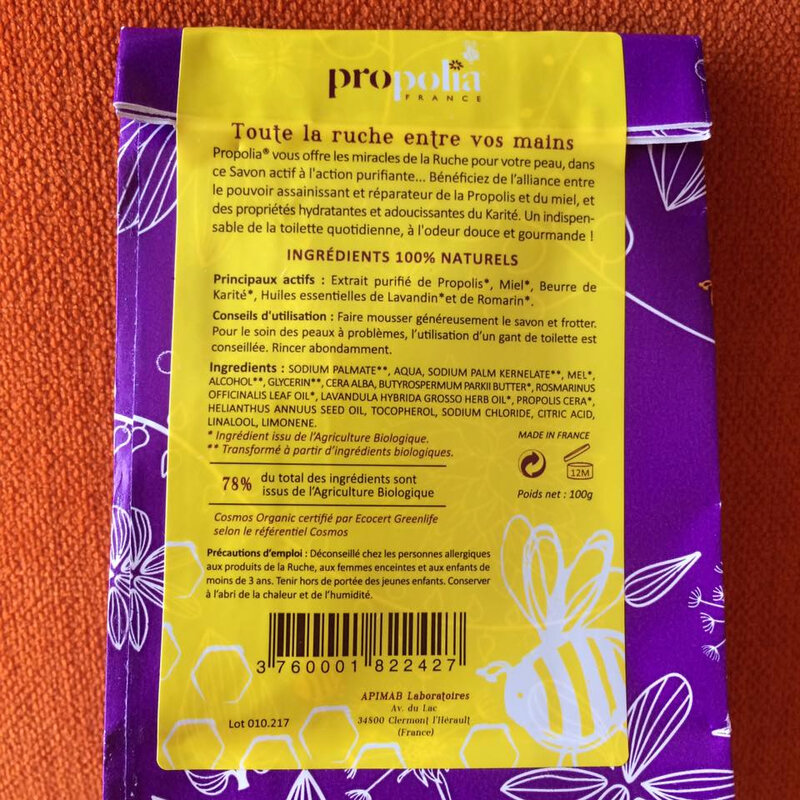 propolia
FRANCE
Toute la ruche entre vos mains
Propolia® vous offre les miracles de la Ruche pour votre peau, dans
ce Savon actif à l'action purifiante... Bénéficiez de l'alliance entre
le pouvoir assainissant et réparateur de la Propolis et du miel, et
des propriétés hydratantes et adoucissantes du Karité. Un indispen-
sable de la toilette quotidienne, à l'odeur douce et gourmande !
INGRÉDIENTS 100% NATURELS
Principaux actifs : Extrait purifié de Propolis*, Miel*, Beurre de
Karité*, Huiles essentielles de Lavandin*et de Romarin*.
Conseils d'utilisation : Faire mousser généreusement le savon et frotter.
Pour le soin des peaux à problèmes, l'utilisation d'un gant de toilette est
conseillée. Rincer abondamment.
Ingredients : SODIUM PALMATE**, AQUA, SODIUM PALM KERNELATE**, MEL*,
ALCOHOL**, GLYCERIN**, CERA ALBA, BUTYROSPERMUM PARKII BUTTER*, ROSMARINUS
OFFICINALIS LEAF OIL*, LAVANDULA HYBRIDA GROSSO HERB OIL*, PROPOLIS CERA*,
HELIANTHUS ANNUUS SEED OIL, TOCOPHEROL, SODIUM CHLORIDE, CITRIC ACID,
LINALOOL, LIMONENE.
* Ingrédient issu de l'Agriculture Biologique.
** Transformé à partir d'ingrédients biologiques.
MADE IN FRANCE
12M
Poids net : 100g
78% du total des ingrédients sont
issus de l'Agriculture Biologique
Cosmos Organic certifié par Ecocert Greenlife
selon le référentiel Cosmos
Précautions d'emploi : Déconseillé chez les personnes allergiques
aux produits de la Ruche, aux femmes enceintes et aux enfants de
moins de 3 ans. Tenir hors de portée des jeunes enfants. Conserver
à l'abri de la chaleur et de l'humidité.
3 760001 822427
APIMAB Laboratoires
Av. du Lac
34500 Clermont l'Hérault
(France)
Lot 010.217